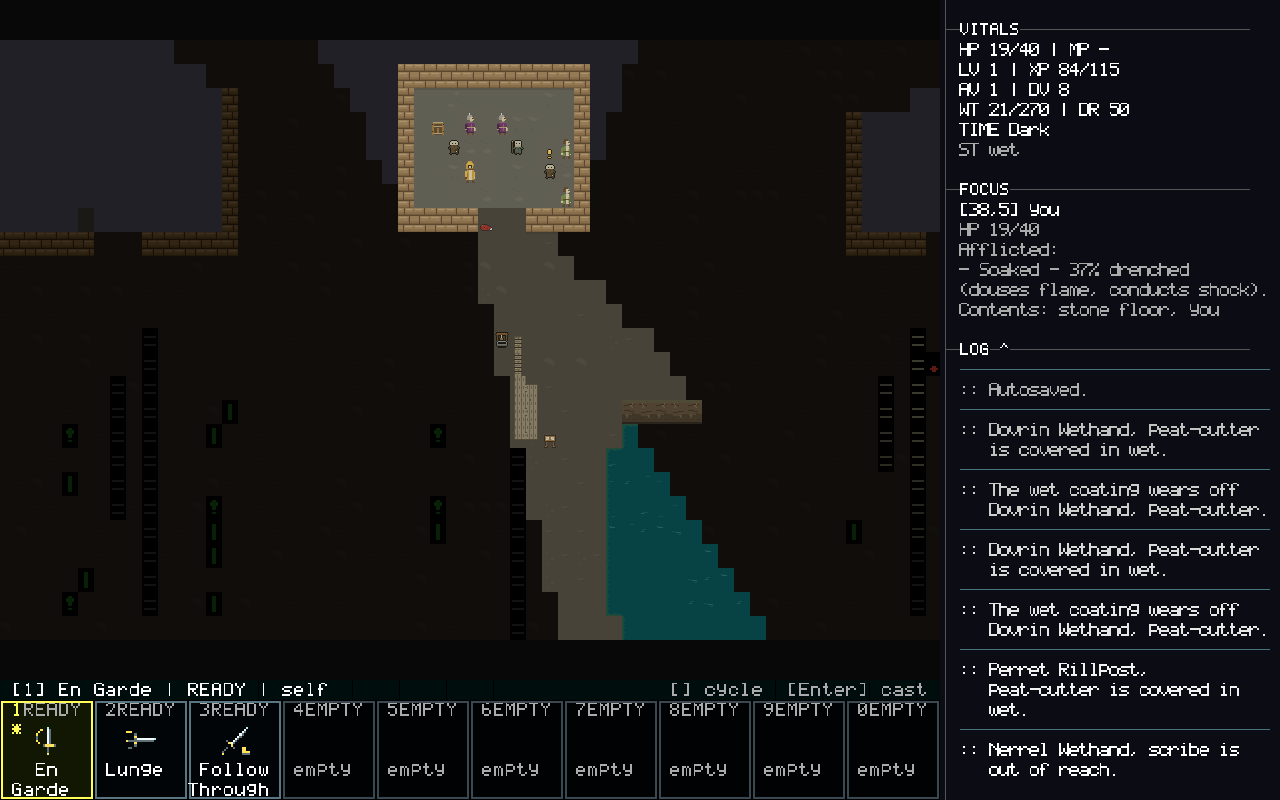 VITALS
HP 19/40 | MP -
LV 1 | XP 84/115
AV 1 | DV 8
WT 21/270 | DR 50
TIME Dark
ST wet
FOCUS
[38,5] You
HP 19/40
Afflicted:
- Soaked - 37% drenched
(douses flame, conducts shock).
Contents: stone floor, You
LOG ^
:: Autosaved.
:: Dovrin Wethand, Peat-cutter
is covered in wet.
:: The wet coating wears off
Dovrin Wethand, Peat-cutter.
:: Dovrin Wethand, Peat-cutter
is covered in wet.
:: The wet coating wears off
Dovrin Wethand, Peat-cutter.
:: Perret RillPost,
Peat-cutter is covered in
wet.
:: Nerrel Wethand, scribe is
out of reach.
[1] En Garde | READY | self
[] cycle [Enter] cast
1READY 2READY 3READY 4EMPTY 5EMPTY 6EMPTY 7EMPTY 8EMPTY 9EMPTY 0EMPTY
* En Garde
Lunge
Follow Through
empty empty empty empty empty empty empty